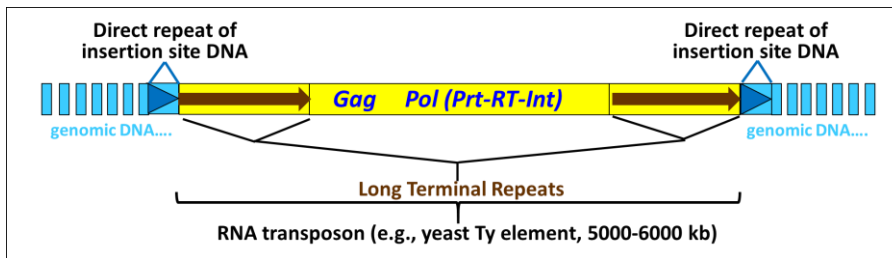 Direct repeat of
insertion site DNA
Direct repeat of
insertion site DNA
Gag Pol (Prt-RT-Int)
genomic DNA....
genomic DNA....
Long Terminal Repeats
RNA transposon (e.g., yeast Ty element, 5000-6000 kb)